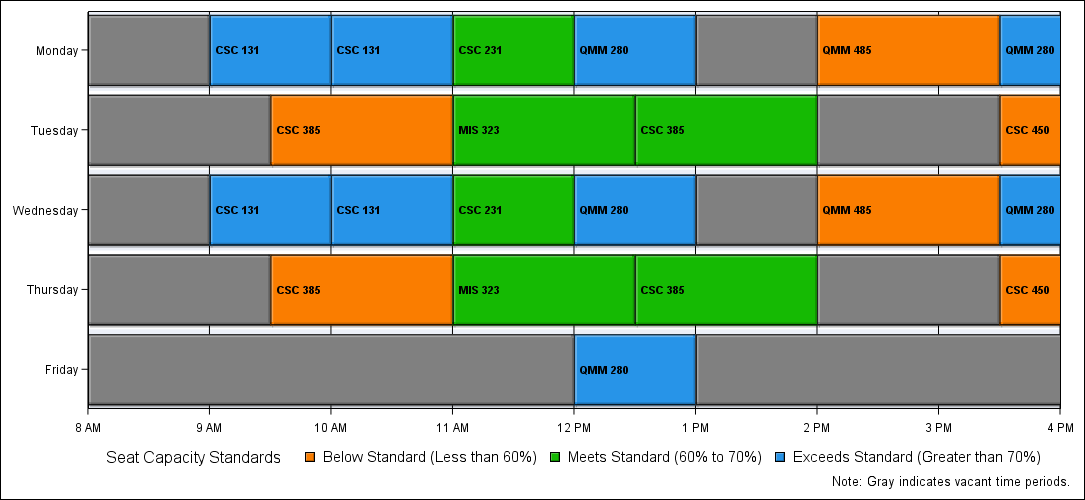 Monday CSC 131 CSC 131 CSC 231 QMM 280 QMM 485 QMM 280
Tuesday CSC 385 MIS 323 CSC 385 CSC 450
Wednesday CSC 131 CSC 131 CSC 231 QMM 280 QMM 485 QMM 280
Thursday CSC 385 MIS 323 CSC 385 CSC 450
Friday QMM 280
8 AM 9 AM 10 AM 11 AM 12 PM 1 PM 2 PM 3 PM 4 PM
Seat Capacity Standards Below Standard (Less than 60%) Meets Standard (60% to 70%) Exceeds Standard (Greater than 70%)
Note: Gray indicates vacant time periods.